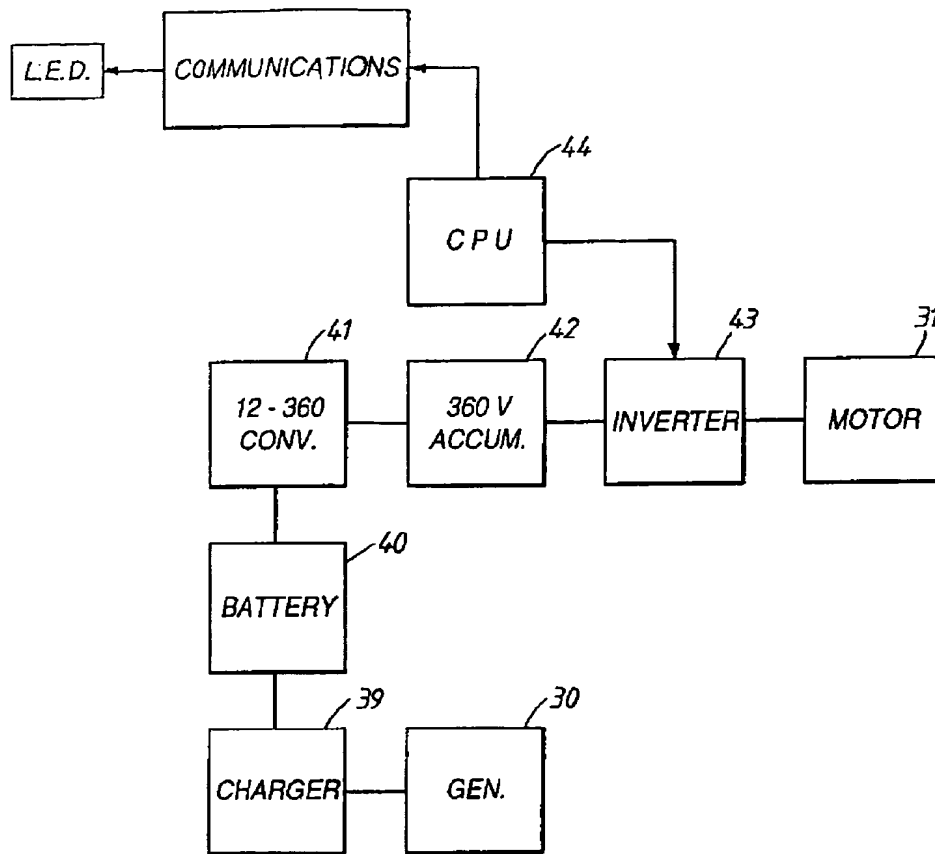 L.E.D.
COMMUNICATIONS
44
C P U
41
42
43
31
12 - 360
CONV.
360 V
ACCUM.
INVERTER
MOTOR
40
BATTERY
39
30
CHARGER
GEN.